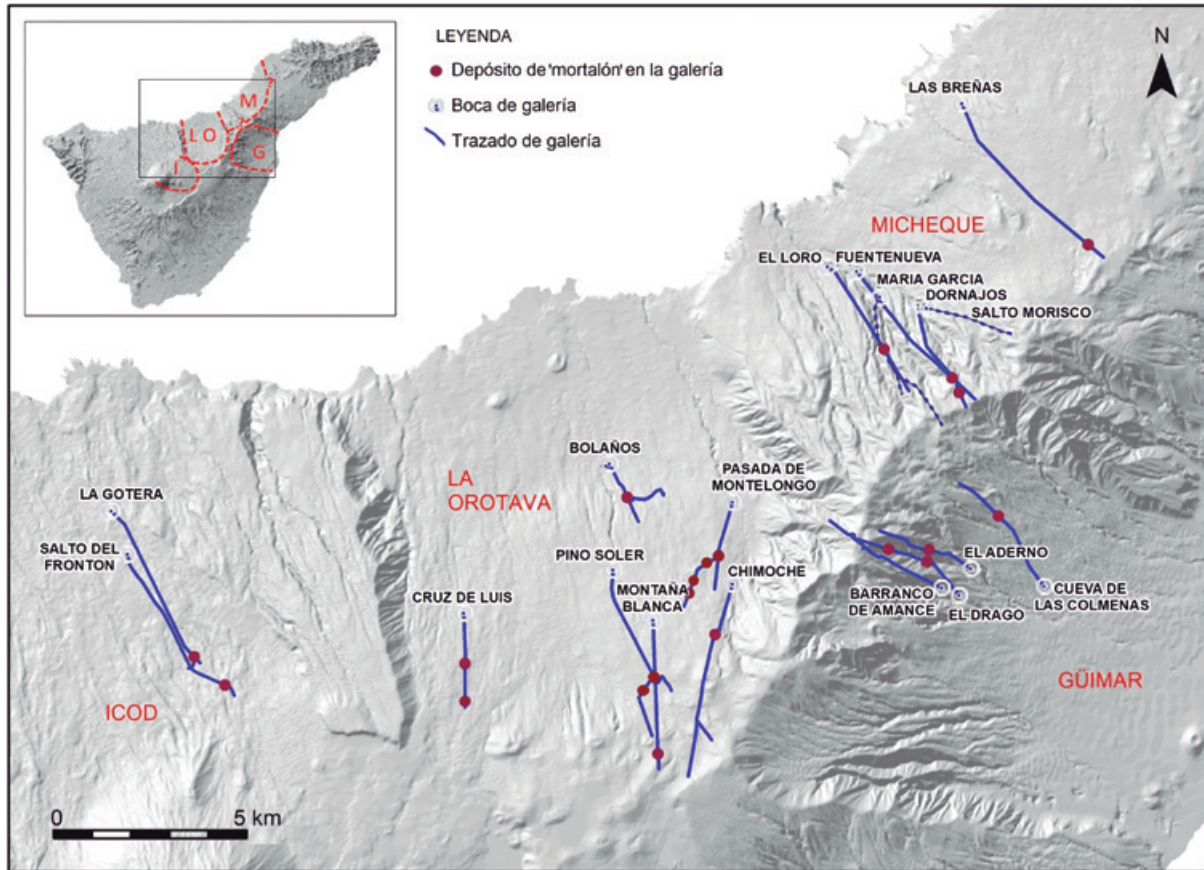 LEYENDA
Depósito de 'mortalón' en la galería
Boca de galería
Trazado de galería
N
M
L O
G
I
LAS BREÑAS
MICHEQUE
EL LORO
FUENTENUEVA
MARIA GARCIA
DORNAJOS
SALTO MORISCO
BOLAÑOS
LA
OROTAVA
PASADA DE
MONTELONGO
LA GOTERA
SALTO DEL
FRONTON
PINO SOLER
CHIMOCHE
EL ADERNO
CRUZ DE LUIS
MONTAÑA
BLANCA
BARRANCO
DE AMANCE
EL DRAGO
CUEVA DE
LAS COLMENAS
GÜIMAR
ICOD
0
5 km